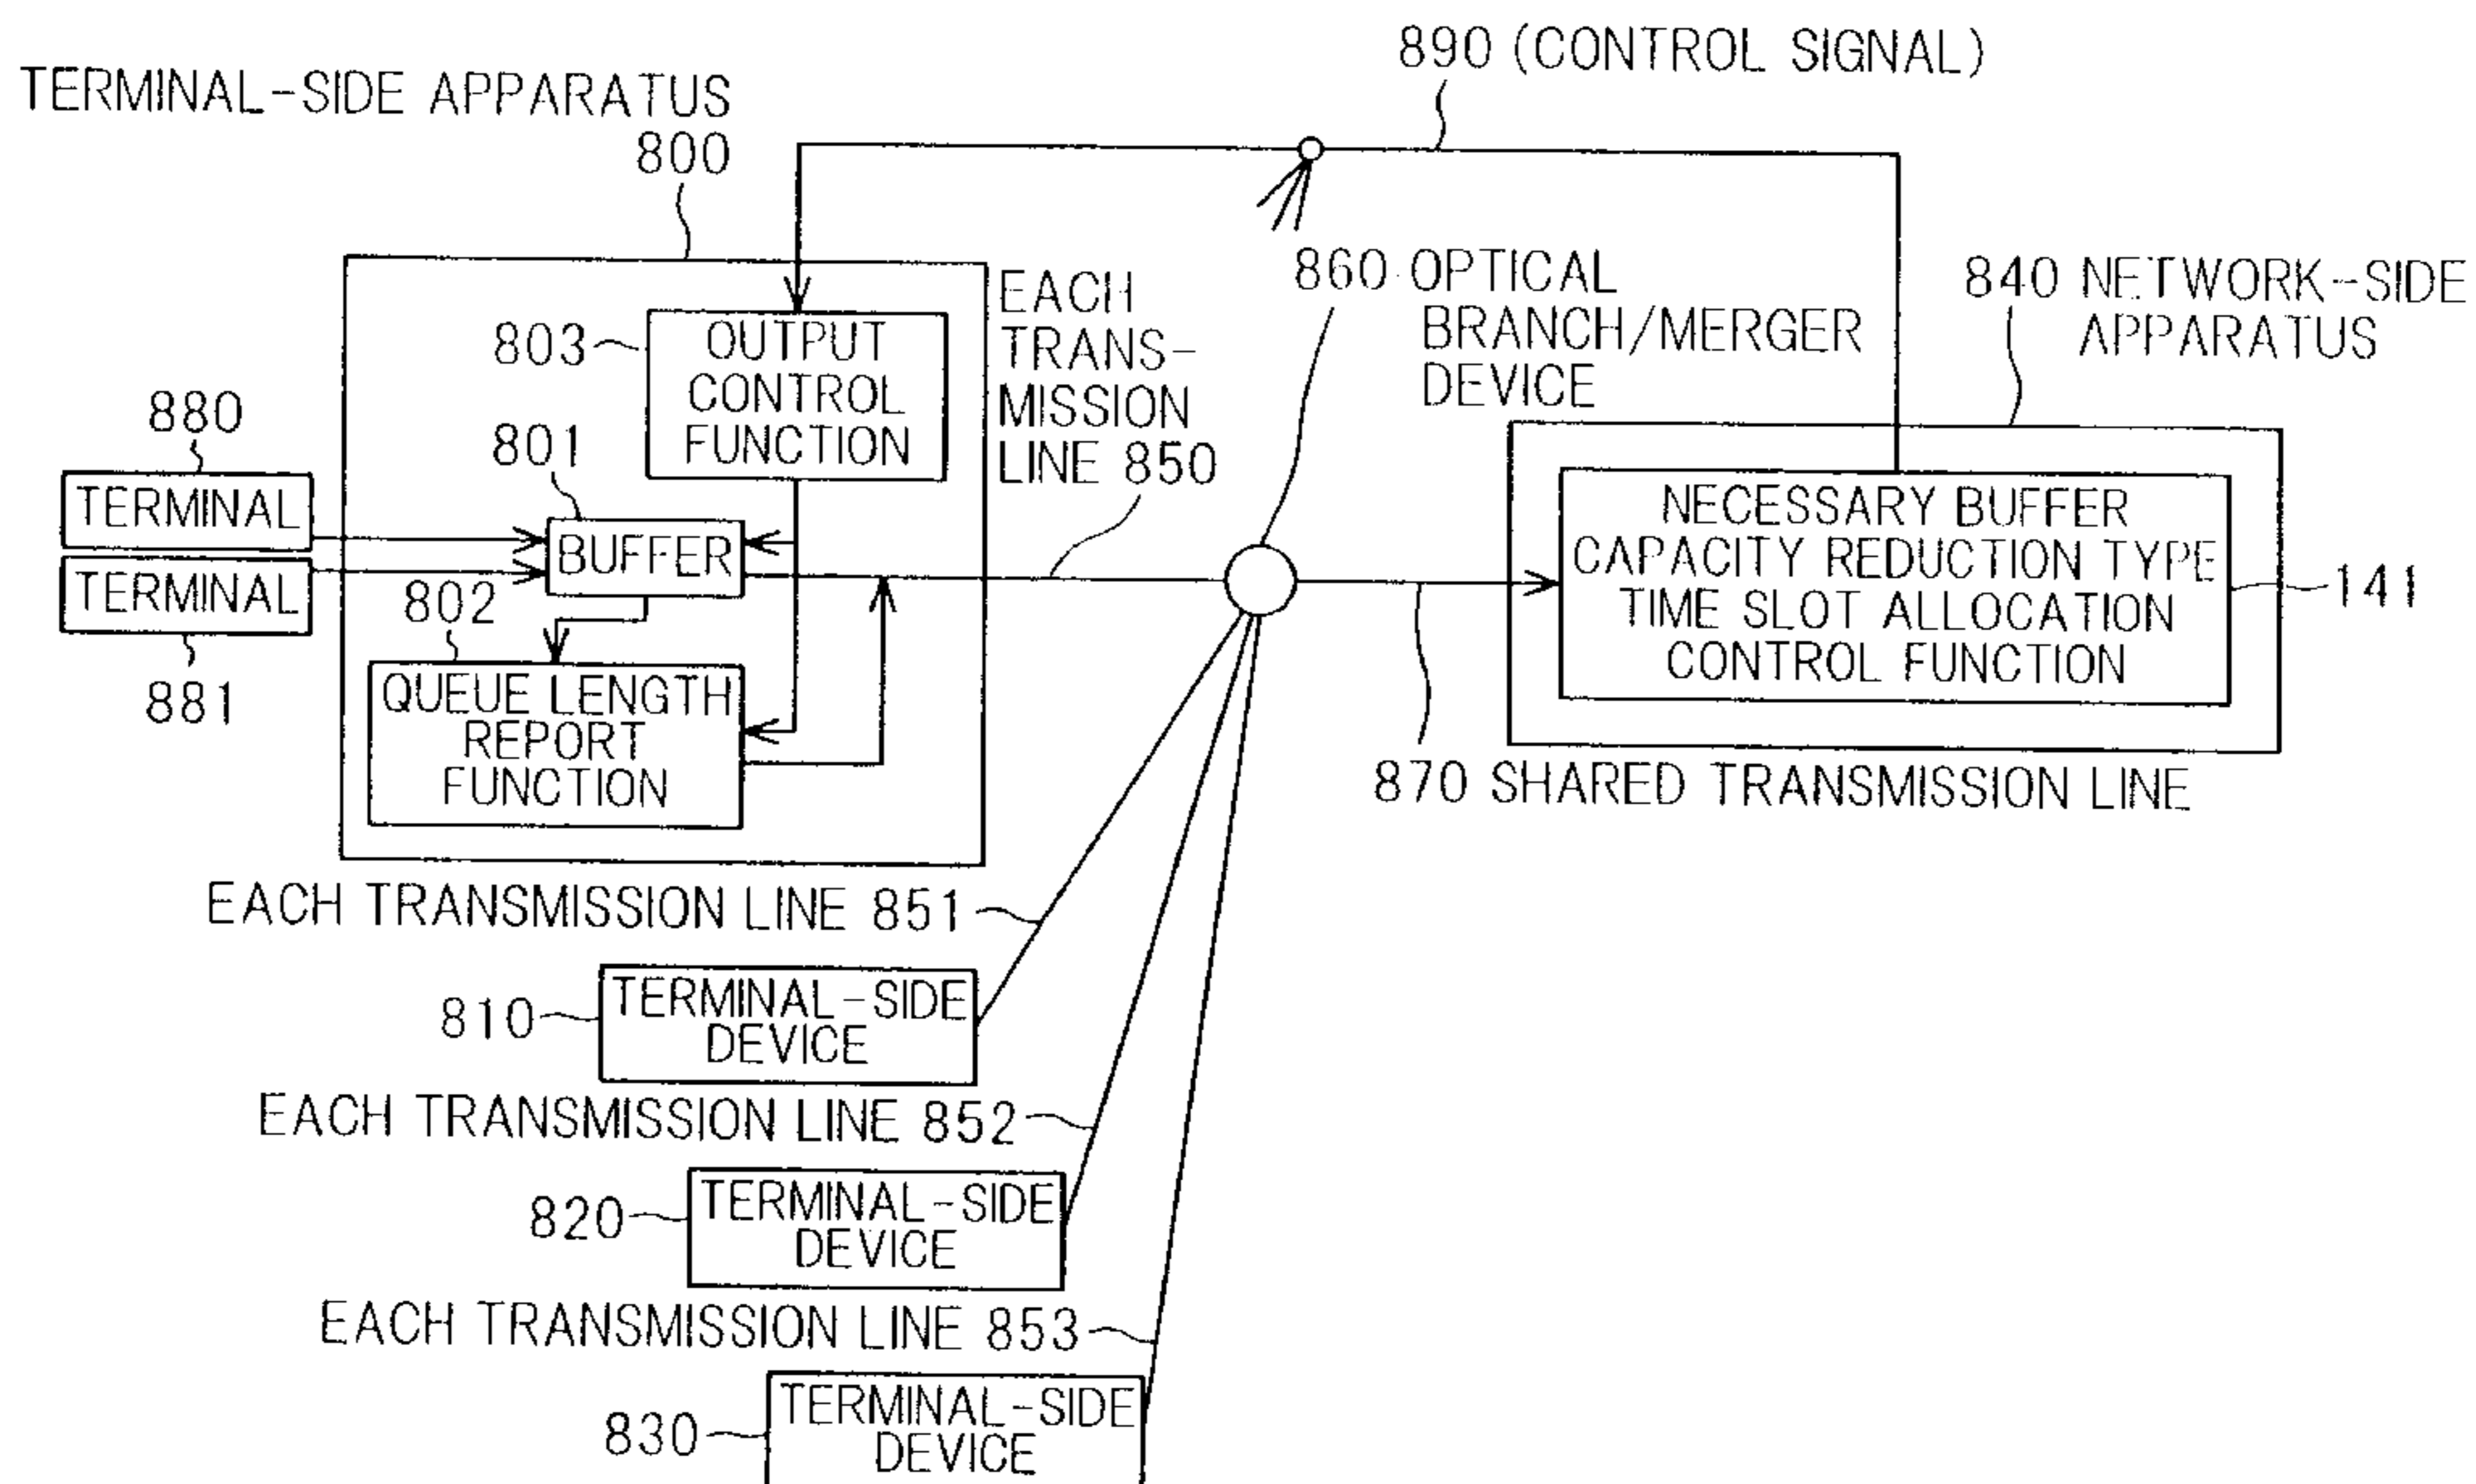 890 (CONTROL SIGNAL)
TERMINAL-SIDE APPARATUS
800
EACH
TRANS-
MISSION
LINE 850
860 OPTICAL
BRANCH/MERGER
DEVICE
840 NETWORK-SIDE
APPARATUS
803
OUTPUT
CONTROL
FUNCTION
880
801
TERMINAL
BUFFER
TERMINAL
881
802
QUEUE LENGTH
REPORT
FUNCTION
NECESSARY BUFFER
CAPACITY REDUCTION TYPE
TIME SLOT ALLOCATION
CONTROL FUNCTION
141
870 SHARED TRANSMISSION LINE
EACH TRANSMISSION LINE 851
810
TERMINAL-SIDE
DEVICE
EACH TRANSMISSION LINE 852
820
TERMINAL-SIDE
DEVICE
EACH TRANSMISSION LINE 853
830
TERMINAL-SIDE
DEVICE